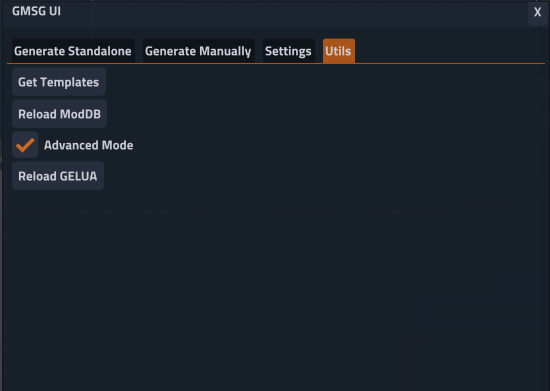 GMSG UI X
Generate Standalone Generate Manually Settings Utils
Get Templates
Reload ModDB
Advanced Mode
Reload GELUA